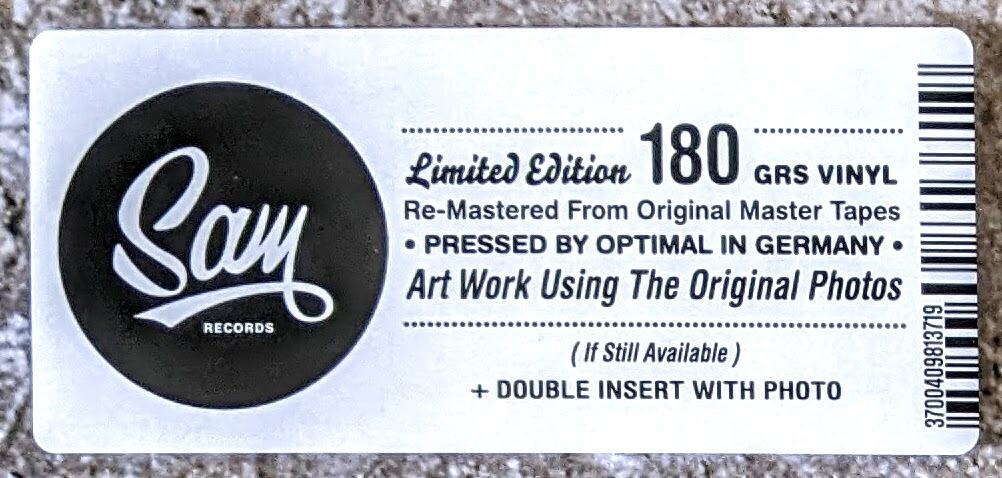 Sam
RECORDS
Limited Edition 180 GRS VINYL
Re-Mastered From Original Master Tapes
• PRESSED BY OPTIMAL IN GERMANY •
Art Work Using The Original Photos
( If Still Available )
+ DOUBLE INSERT WITH PHOTO
3700409813719